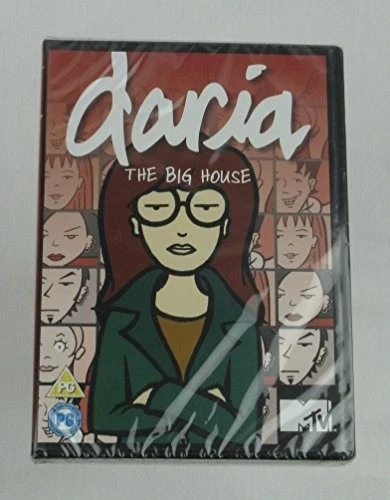 daria
THE BIG HOUSE
PG
PG
MTV